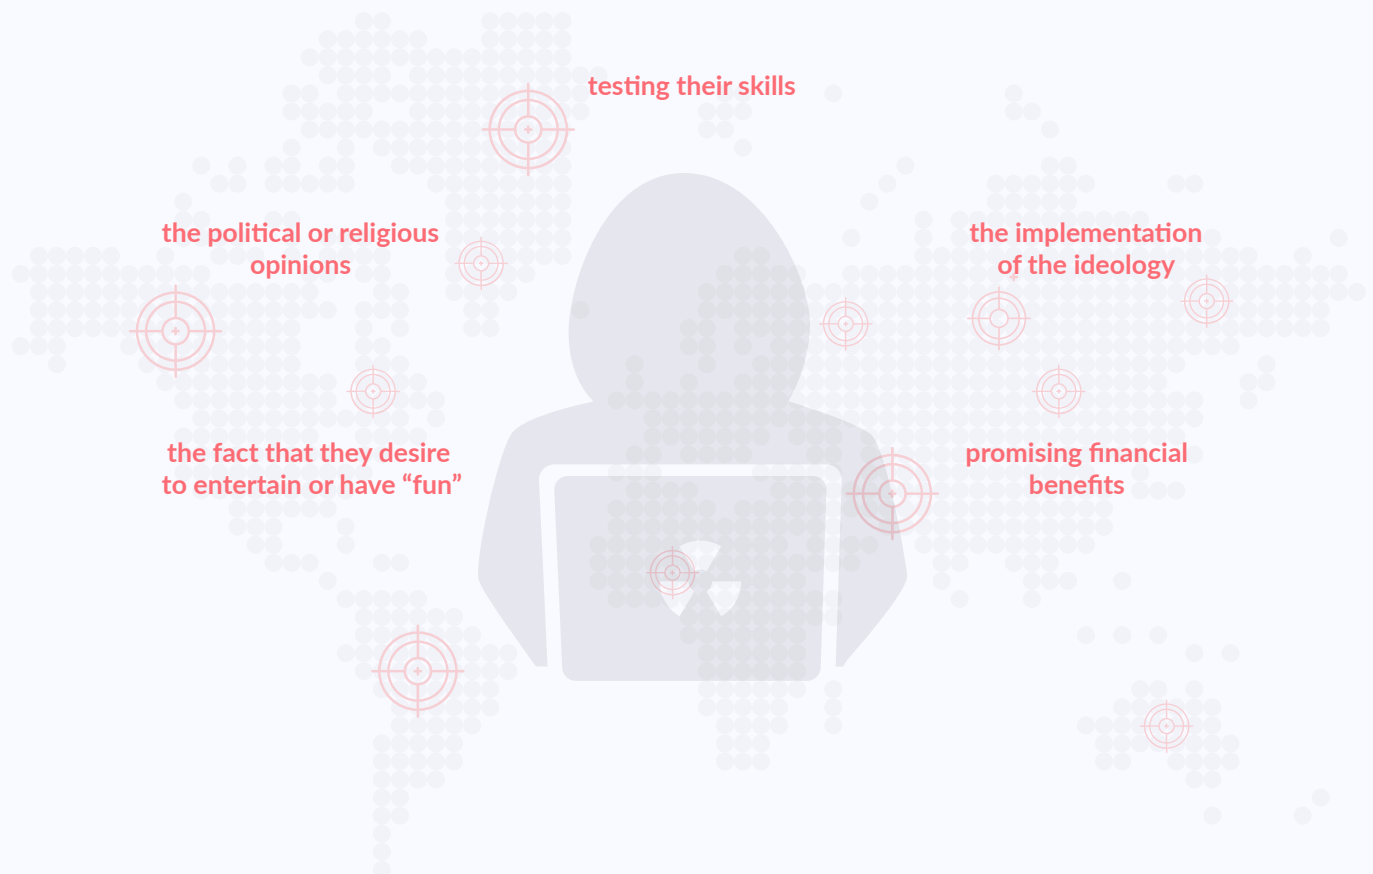 testing their skills
the political or religious
opinions
the implementation
of the ideology
the fact that they desire
to entertain or have “fun”
promising financial
benefits